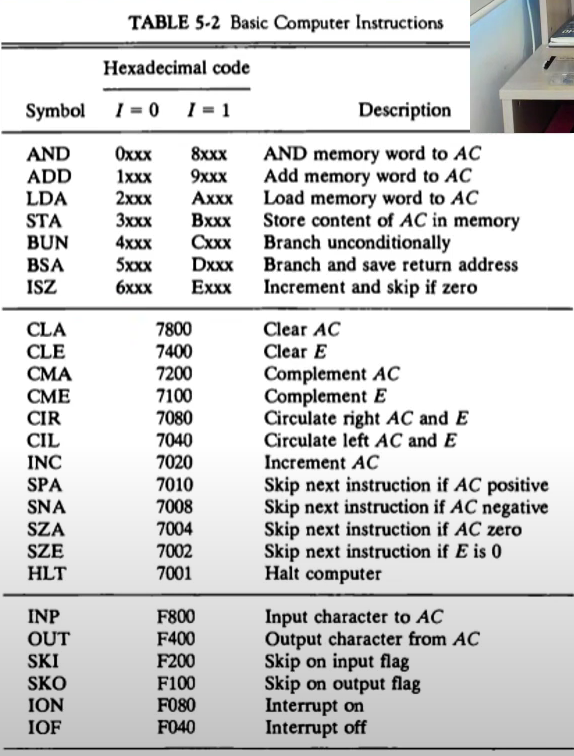 TABLE 5-2 Basic Computer Instructions
Hexadecimal code
Symbol I = 0 I = 1 Description
AND 0xxx 8xxx AND memory word to AC
ADD 1xxx 9xxx Add memory word to AC
LDA 2xxx Axxx Load memory word to AC
STA 3xxx Bxxx Store content of AC in memory
BUN 4xxx Cxxx Branch unconditionally
BSA 5xxx Dxxx Branch and save return address
ISZ 6xxx Exxx Increment and skip if zero
CLA 7800 Clear AC
CLE 7400 Clear E
CMA 7200 Complement AC
CME 7100 Complement E
CIR 7080 Circulate right AC and E
CIL 7040 Circulate left AC and E
INC 7020 Increment AC
SPA 7010 Skip next instruction if AC positive
SNA 7008 Skip next instruction if AC negative
SZA 7004 Skip next instruction if AC zero
SZE 7002 Skip next instruction if E is 0
HLT 7001 Halt computer
INP F800 Input character to AC
OUT F400 Output character from AC
SKI F200 Skip on input flag
SKO F100 Skip on output flag
ION F080 Interrupt on
IOF F040 Interrupt off